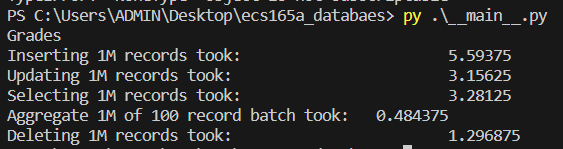 PS C:\Users\ADMIN\Desktop\ecs165a_databaes> py .\__main__.py
Grades
Inserting 1M records took: 5.59375
Updating 1M records took: 3.15625
Selecting 1M records took: 3.28125
Aggregate 1M of 100 record batch took: 0.484375
Deleting 1M records took: 1.296875